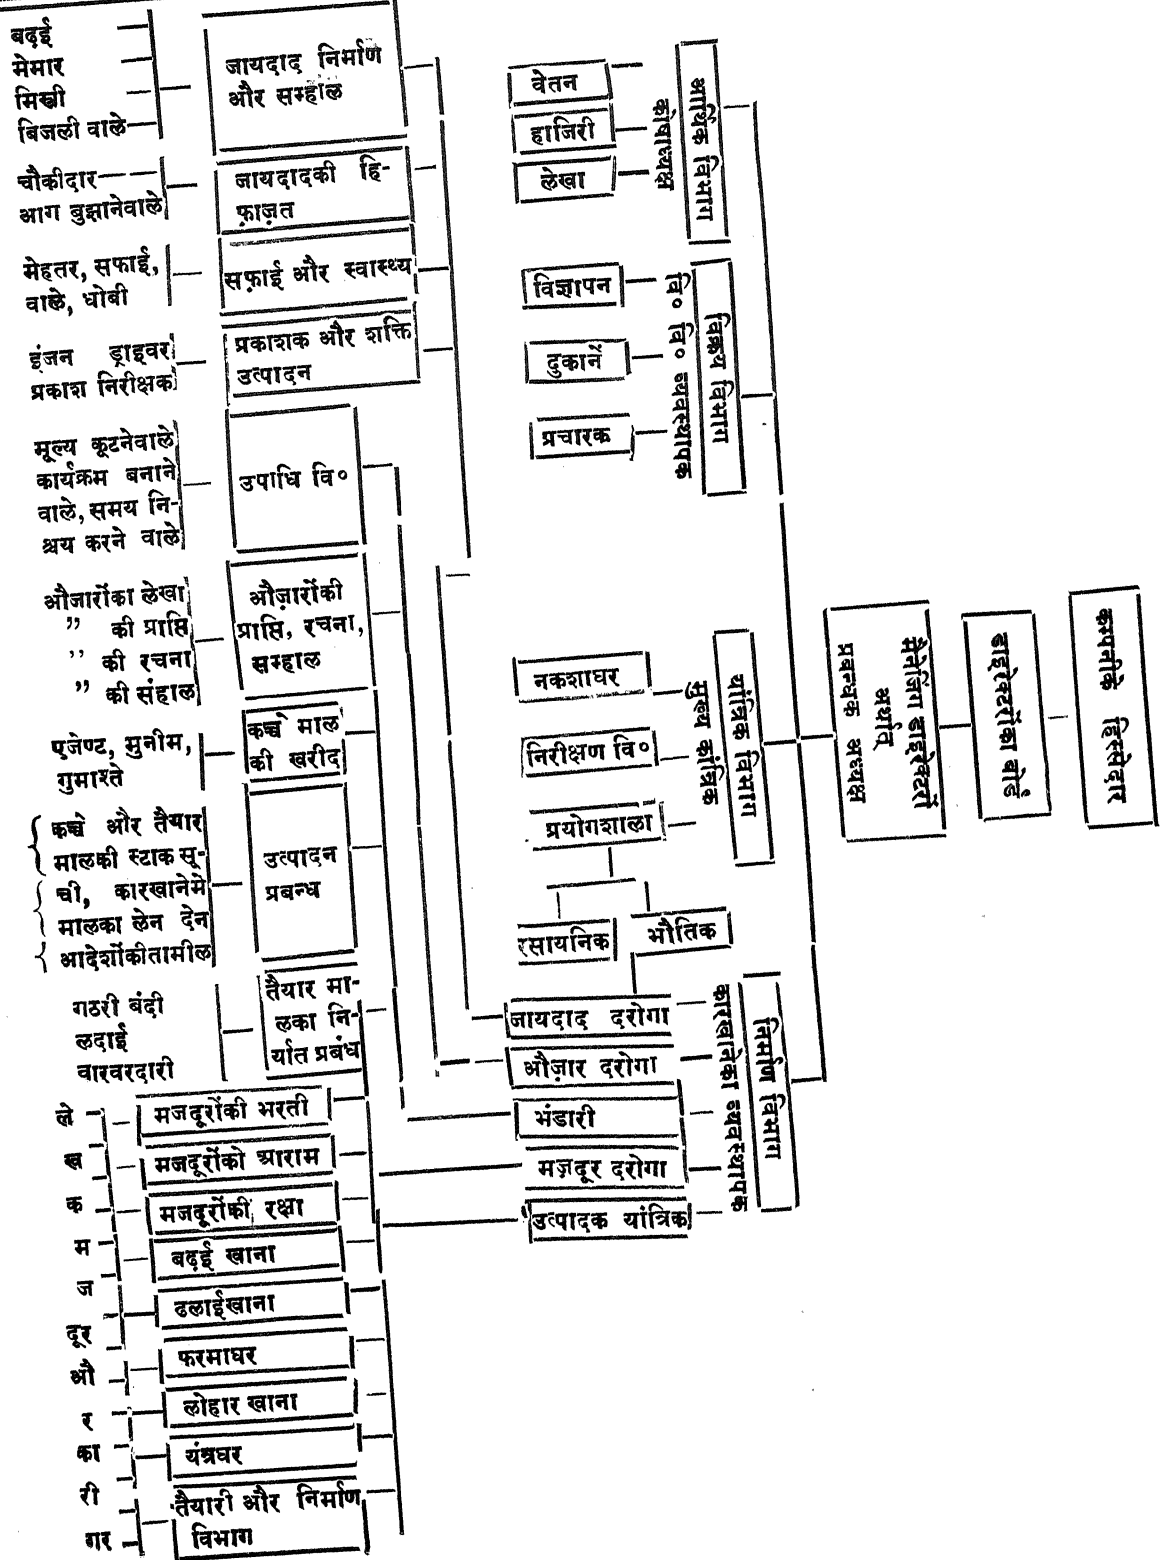 बढ़ई
मेमार
मिस्त्री
बिजली वाले
जायदाद निर्माण
और सम्हाल
चौकीदार
आग बुझानेवाले
जायदादकी हि-
फ़ाज़त
मेहतर, सफाई,
वाले, धोबी
सफ़ाई और स्वास्थ्य
इंजन ड्राइवर
प्रकाश निरीक्षक
प्रकाशक और शक्ति
उत्पादन
मूल्य कूटनेवाले
कार्यक्रम बनाने
वाले, समय नि-
श्चय करने वाले
उपाधि वि०
औजारोंका लेखा
” की प्राप्ति
” की रचना
” की संहाल
औज़ारोंकी
प्राप्ति, रचना,
सम्हाल
एजेण्ट, मुनीम,
गुमाश्ते
कच्चे माल
की खरीद
कच्चे और तैयार
मालकी स्टाक सू-
ची, कारखानेमे
मालका लेन देन
आदेशोंकीतामील
उत्पादन
प्रबन्ध
गठरी बंदी
लदाई
वारवरदारी
तैयार मा-
लका नि-
र्यात प्रबंध
ले
ख
क
म
ज
दूर
औ
र
का
री
गर
मजदूरोंकी भरती
मजदूरोंको आराम
मजदूरोंकी रक्षा
बढ़ई खाना
ढलाईखाना
फरमाघर
लोहार खाना
यंत्रघर
तैयारी और निर्माण
विभाग
वेतन
हाजिरी
लेखा
आर्थिक विभाग
कोषाध्यक्ष
विज्ञापन
दुकानें
प्रचारक
विक्रय विभाग
वि० वि० व्यवस्थापक
नकशाघर
निरीक्षण वि०
प्रयोगशाला
रसायनिक
भौतिक
यांत्रिक विभाग
मुख्य कांत्रिक
जायदाद दरोगा
औज़ार दरोगा
भंडारी
मज़दूर दरोगा
उत्पादक यांत्रिक
निर्माण विभाग
कारखानेका व्यवस्थापक
मैनेजिंग डाइरेक्टरों
अर्थात्
प्रबन्धक अध्यक्ष
डाइरेक्टरोंका बोर्ड
कम्पनीके हिस्सेदार